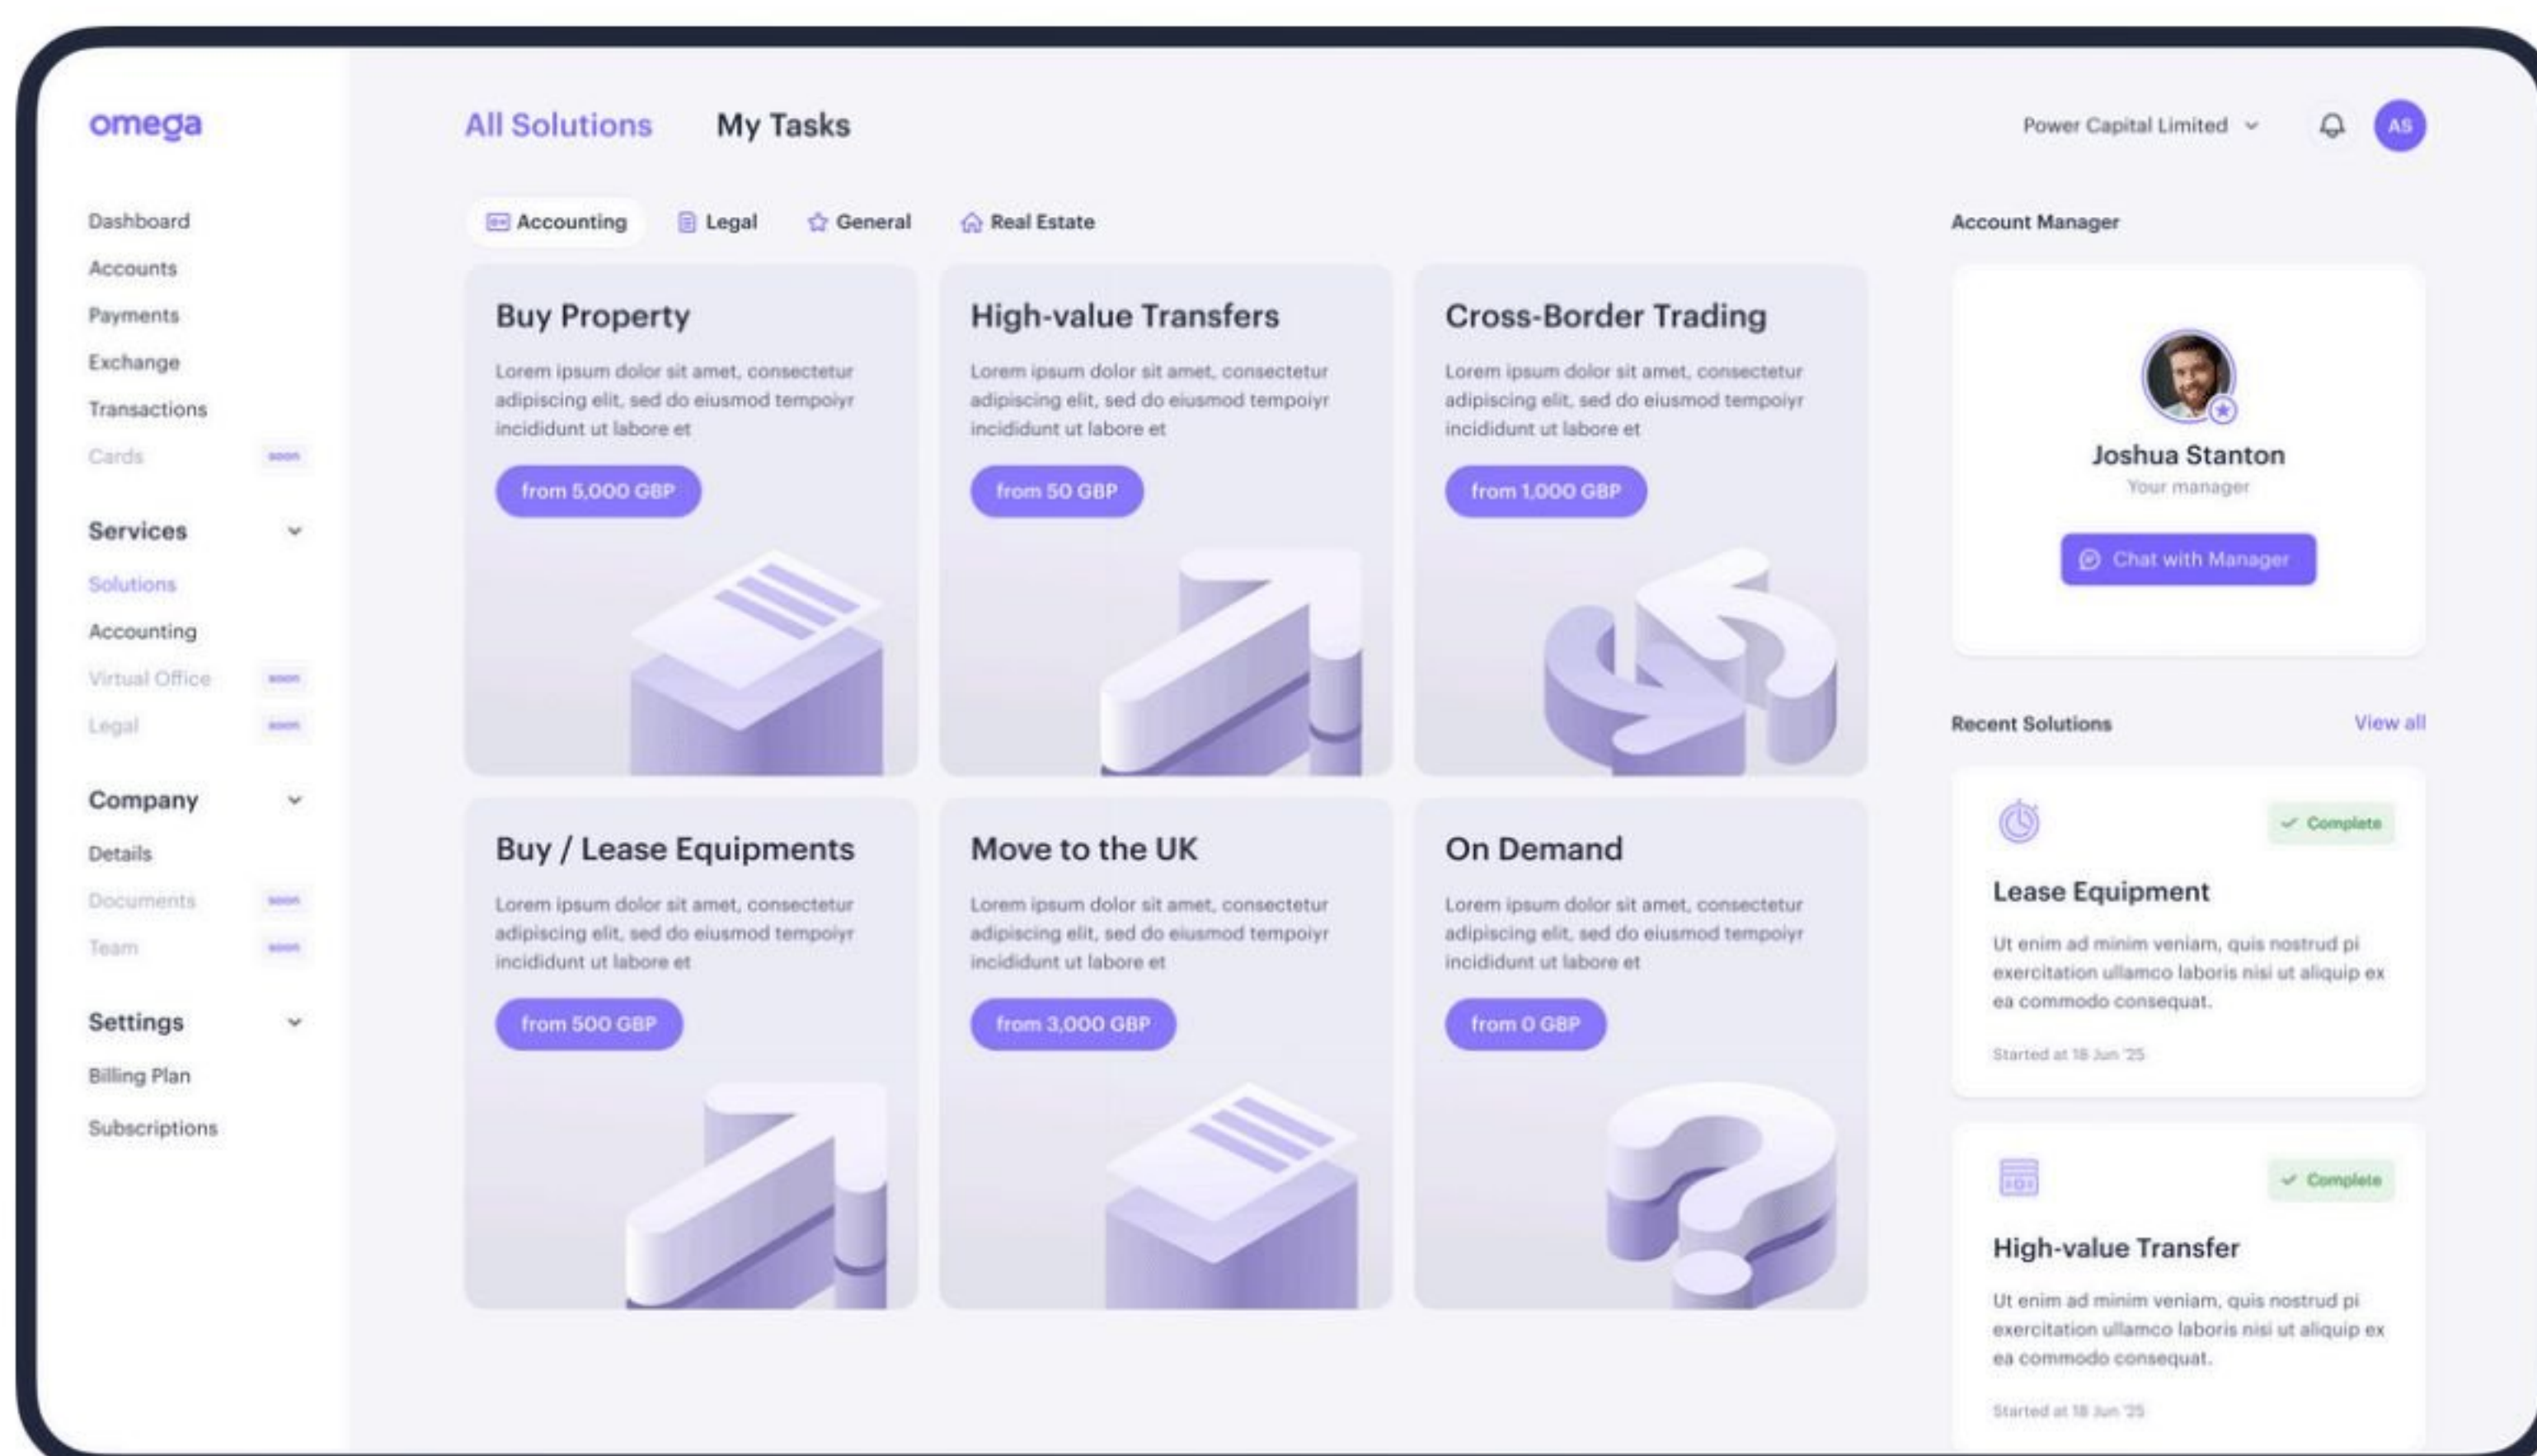 omega
Dashboard
Accounts
Payments
Exchange
Transactions
Cards soon
Services
Solutions
Accounting
Virtual Office soon
Legal soon
Company
Details
Documents soon
Team soon
Settings
Billing Plan
Subscriptions
All Solutions My Tasks
Power Capital Limited AS
Accounting Legal General Real Estate
Buy Property
Lorem ipsum dolor sit amet, consectetur
adipiscing elit, sed do eiusmod tempoiyr
incididunt ut labore et
from 5,000 GBP
High-value Transfers
Lorem ipsum dolor sit amet, consectetur
adipiscing elit, sed do eiusmod tempoiyr
incididunt ut labore et
from 50 GBP
Cross-Border Trading
Lorem ipsum dolor sit amet, consectetur
adipiscing elit, sed do eiusmod tempoiyr
incididunt ut labore et
from 1,000 GBP
Buy / Lease Equipments
Lorem ipsum dolor sit amet, consectetur
adipiscing elit, sed do eiusmod tempoiyr
incididunt ut labore et
from 500 GBP
Move to the UK
Lorem ipsum dolor sit amet, consectetur
adipiscing elit, sed do eiusmod tempoiyr
incididunt ut labore et
from 3,000 GBP
On Demand
Lorem ipsum dolor sit amet, consectetur
adipiscing elit, sed do eiusmod tempoiyr
incididunt ut labore et
from 0 GBP
Account Manager
Joshua Stanton
Your manager
Chat with Manager
Recent Solutions View all
Complete
Lease Equipment
Ut enim ad minim veniam, quis nostrud pi
exercitation ullamco laboris nisi ut aliquip ex
ea commodo consequat.
Started at 18 Jun '25
Complete
High-value Transfer
Ut enim ad minim veniam, quis nostrud pi
exercitation ullamco laboris nisi ut aliquip ex
ea commodo consequat.
Started at 18 Jun '25